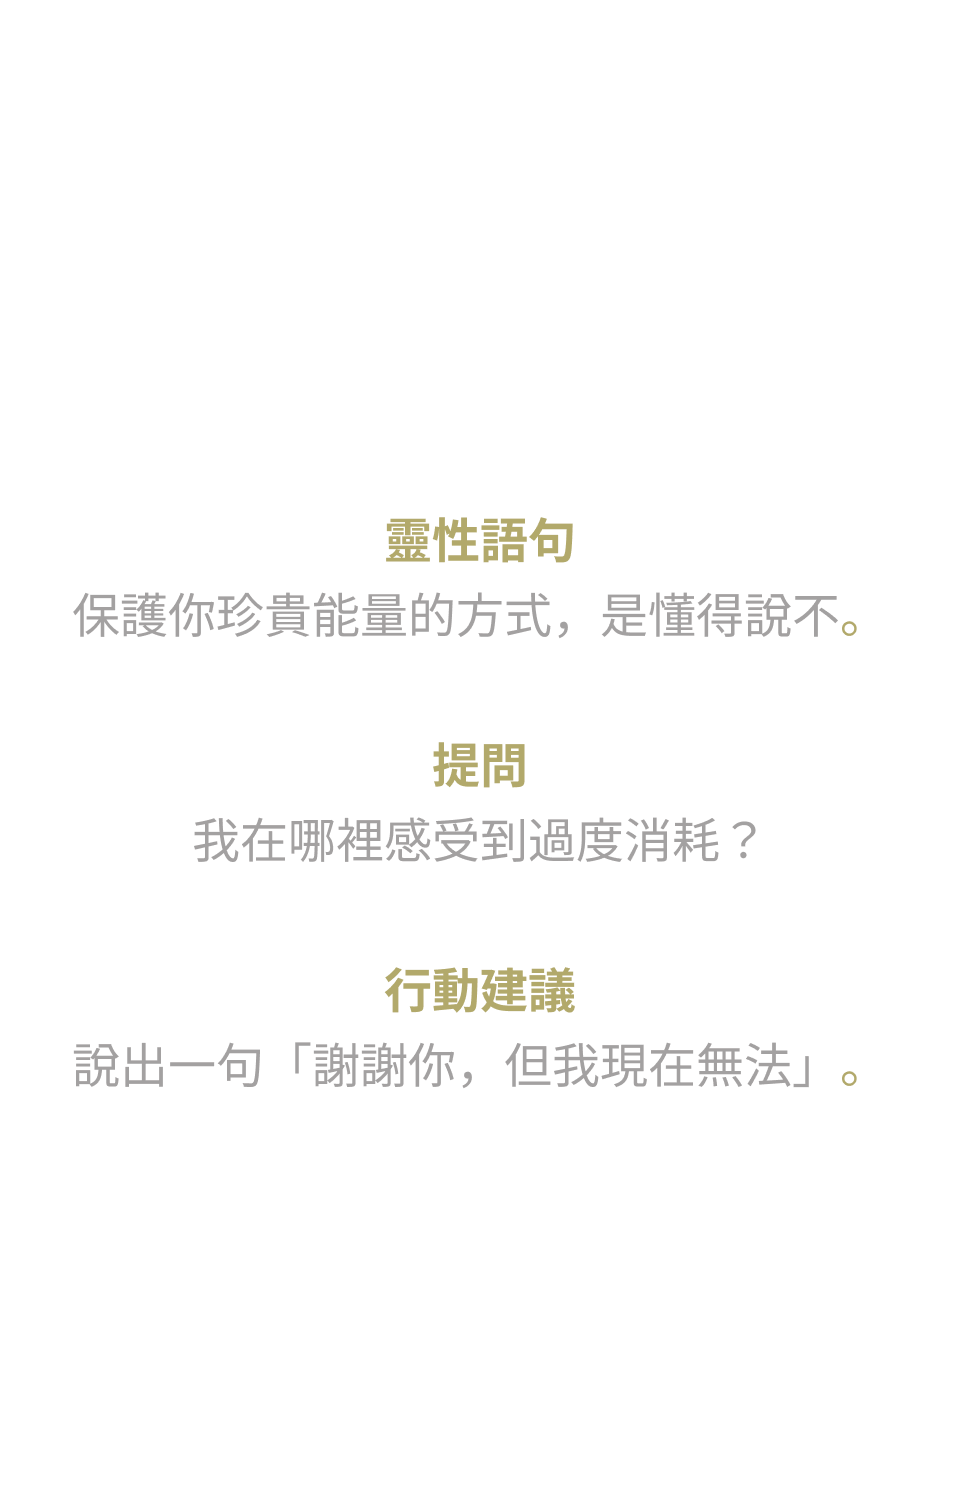 靈性語句
保護你珍貴能量的方式，是懂得說不。
提問
我在哪裡感受到過度消耗？
行動建議
說出一句「謝謝你，但我現在無法」。